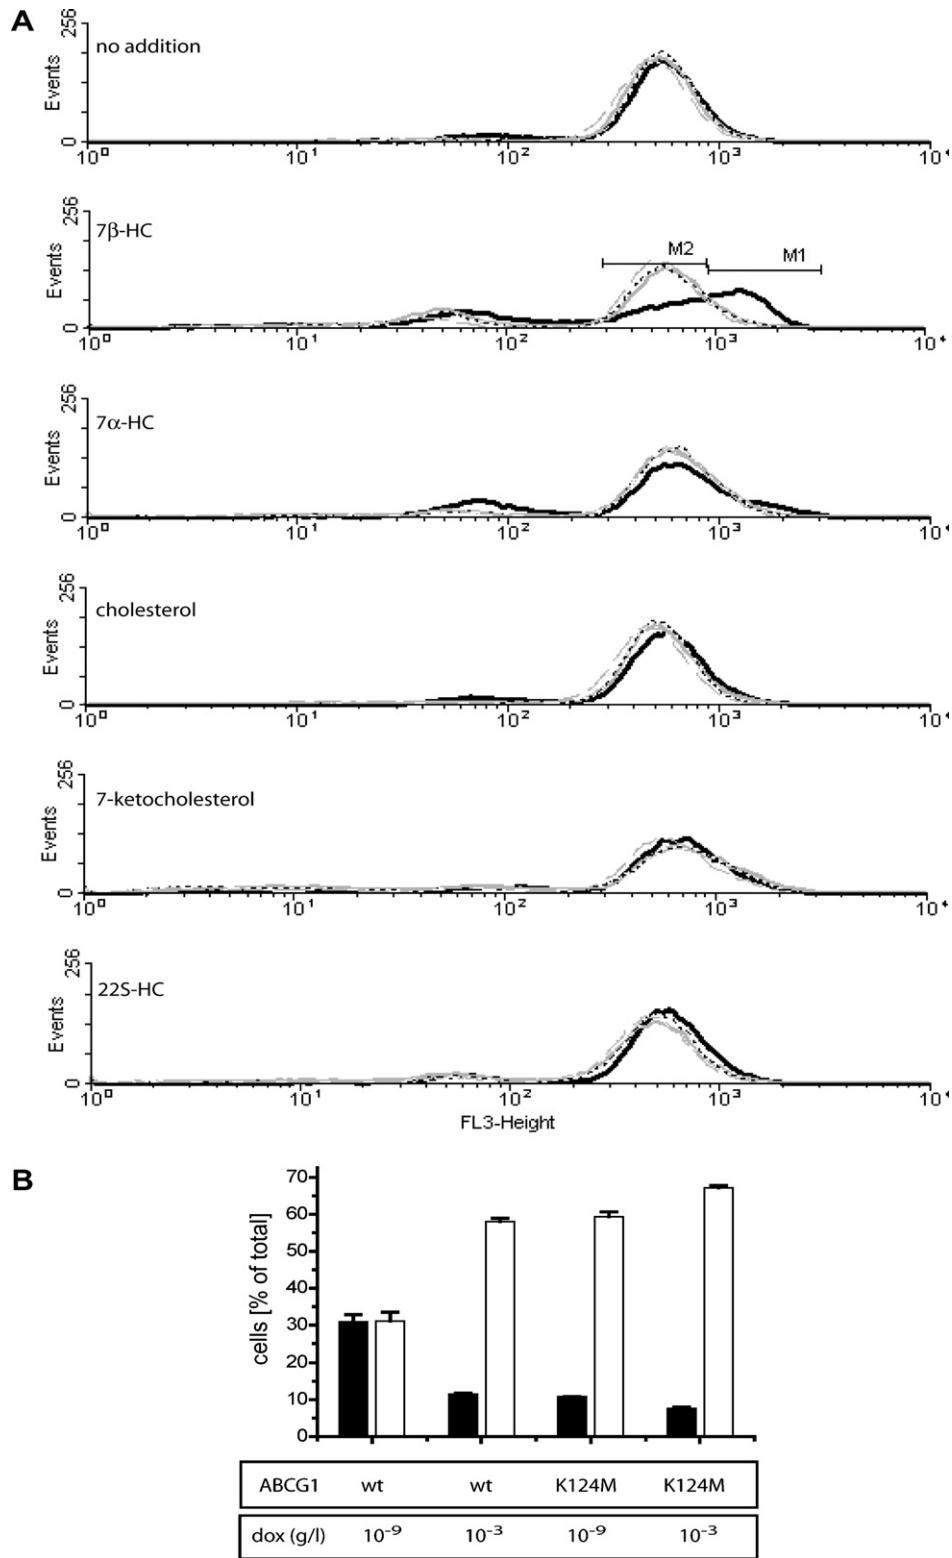 A
256
no addition
Events
0
10⁰ 10¹ 10² 10³ 10⁴
256
7β-HC
M2
M1
Events
0
10⁰ 10¹ 10² 10³ 10⁴
256
7α-HC
Events
0
10⁰ 10¹ 10² 10³ 10⁴
256
cholesterol
Events
0
10⁰ 10¹ 10² 10³ 10⁴
256
7-ketocholesterol
Events
0
10⁰ 10¹ 10² 10³ 10⁴
256
22S-HC
Events
0
10⁰ 10¹ 10² 10³ 10⁴
FL3-Height
B
cells [% of total]
70
60
50
40
30
20
10
0
ABCG1 wt wt K124M K124M
dox (g/l) 10⁻⁹ 10⁻³ 10⁻⁹ 10⁻³